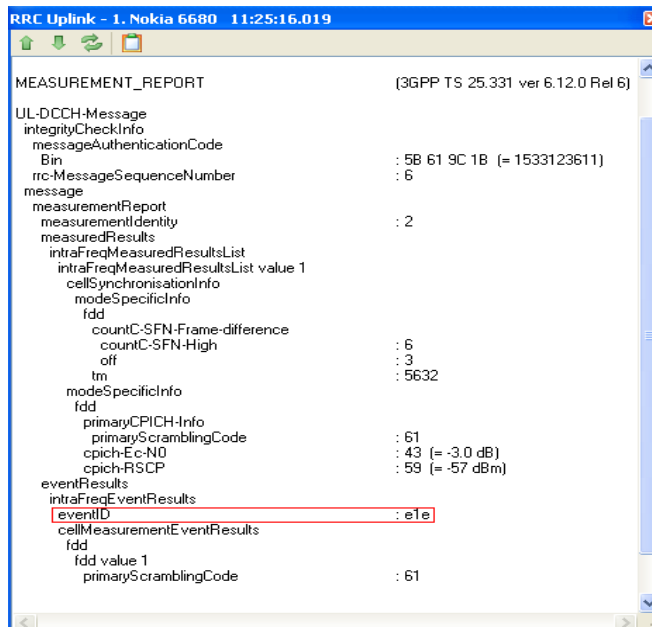 RRC Uplink - 1. Nokia 6680 11:25:16.019
MEASUREMENT_REPORT (3GPP TS 25.331 ver 6.12.0 Rel 6)
UL-DCCH-Message
integrityCheckInfo
messageAuthenticationCode
Bin : 5B 61 9C 1B (= 1533123611)
rrc-MessageSequenceNumber : 6
message
measurementReport
measurementIdentity : 2
measuredResults
intraFreqMeasuredResultsList
intraFreqMeasuredResultsList value 1
cellSynchronisationInfo
modeSpecificInfo
fdd
countC-SFN-Frame-difference
countC-SFN-High : 6
off : 3
tm : 5632
modeSpecificInfo
fdd
primaryCPICH-Info
primaryScramblingCode : 61
cpich-Ec-N0 : 43 (= -3.0 dB)
cpich-RSCP : 59 (= -57 dBm)
eventResults
intraFreqEventResults
eventID : e1e
cellMeasurementEventResults
fdd
fdd value 1
primaryScramblingCode : 61